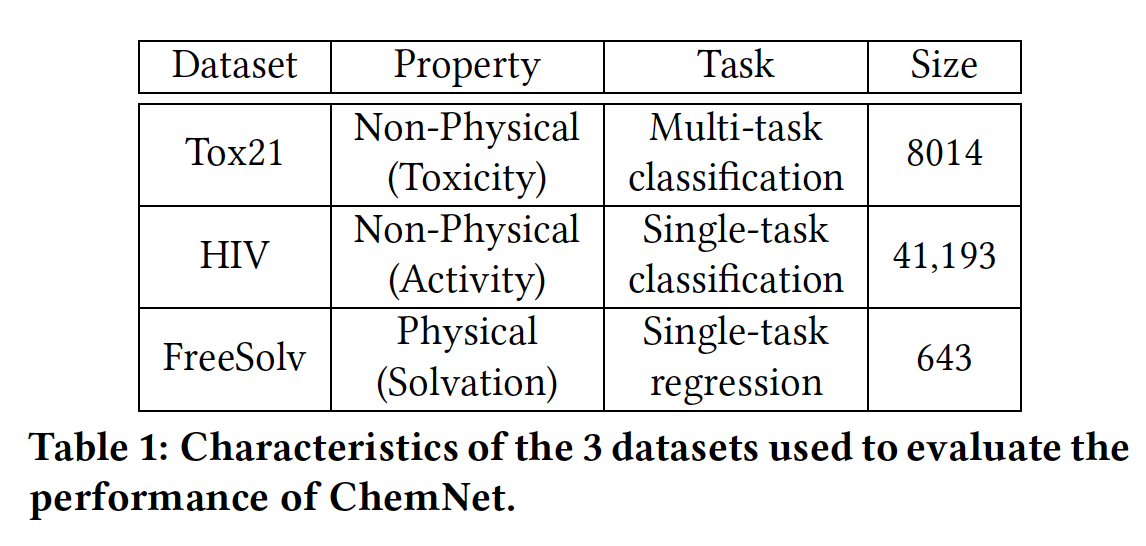 Dataset Property Task Size
Tox21 Non-Physical (Toxicity) Multi-task classification 8014
HIV Non-Physical (Activity) Single-task classification 41,193
FreeSolv Physical (Solvation) Single-task regression 643
Table 1: Characteristics of the 3 datasets used to evaluate the
performance of ChemNet.